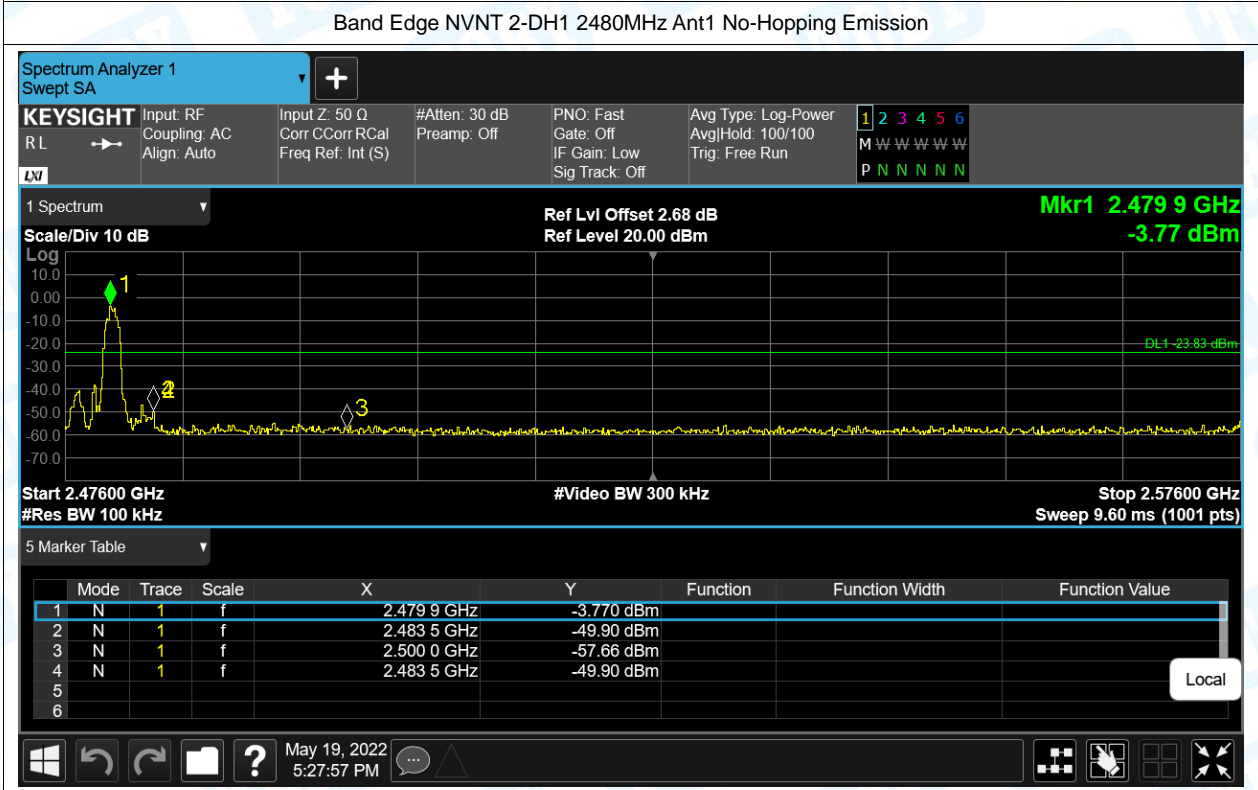 Band Edge NVNT 2-DH1 2480MHz Ant1 No-Hopping Emission
Spectrum Analyzer 1
Swept SA
KEYSIGHT
R L
LXI
Input: RF
Coupling: AC
Align: Auto
Input Z: 50 Ω
Corr CCorr RCal
Freq Ref: Int (S)
#Atten: 30 dB
Preamp: Off
PNO: Fast
Gate: Off
IF Gain: Low
Sig Track: Off
Avg Type: Log-Power
Avg|Hold: 100/100
Trig: Free Run
1 2 3 4 5 6
M W W W W W
P N N N N N
1 Spectrum
Scale/Div 10 dB
Ref Lvl Offset 2.68 dB
Ref Level 20.00 dBm
Mkr1 2.479 9 GHz
-3.77 dBm
Log
10.0
0.00
-10.0
-20.0
-30.0
-40.0
-50.0
-60.0
-70.0
1
3
DL1 -23.83 dBm
Start 2.47600 GHz
#Video BW 300 kHz
Stop 2.57600 GHz
#Res BW 100 kHz
Sweep 9.60 ms (1001 pts)
5 Marker Table
Mode Trace Scale X Y Function Function Width Function Value
1 N 1 f 2.479 9 GHz -3.770 dBm
2 N 1 f 2.483 5 GHz -49.90 dBm
3 N 1 f 2.500 0 GHz -57.66 dBm
4 N 1 f 2.483 5 GHz -49.90 dBm
5
6
Local
?
May 19, 2022
5:27:57 PM